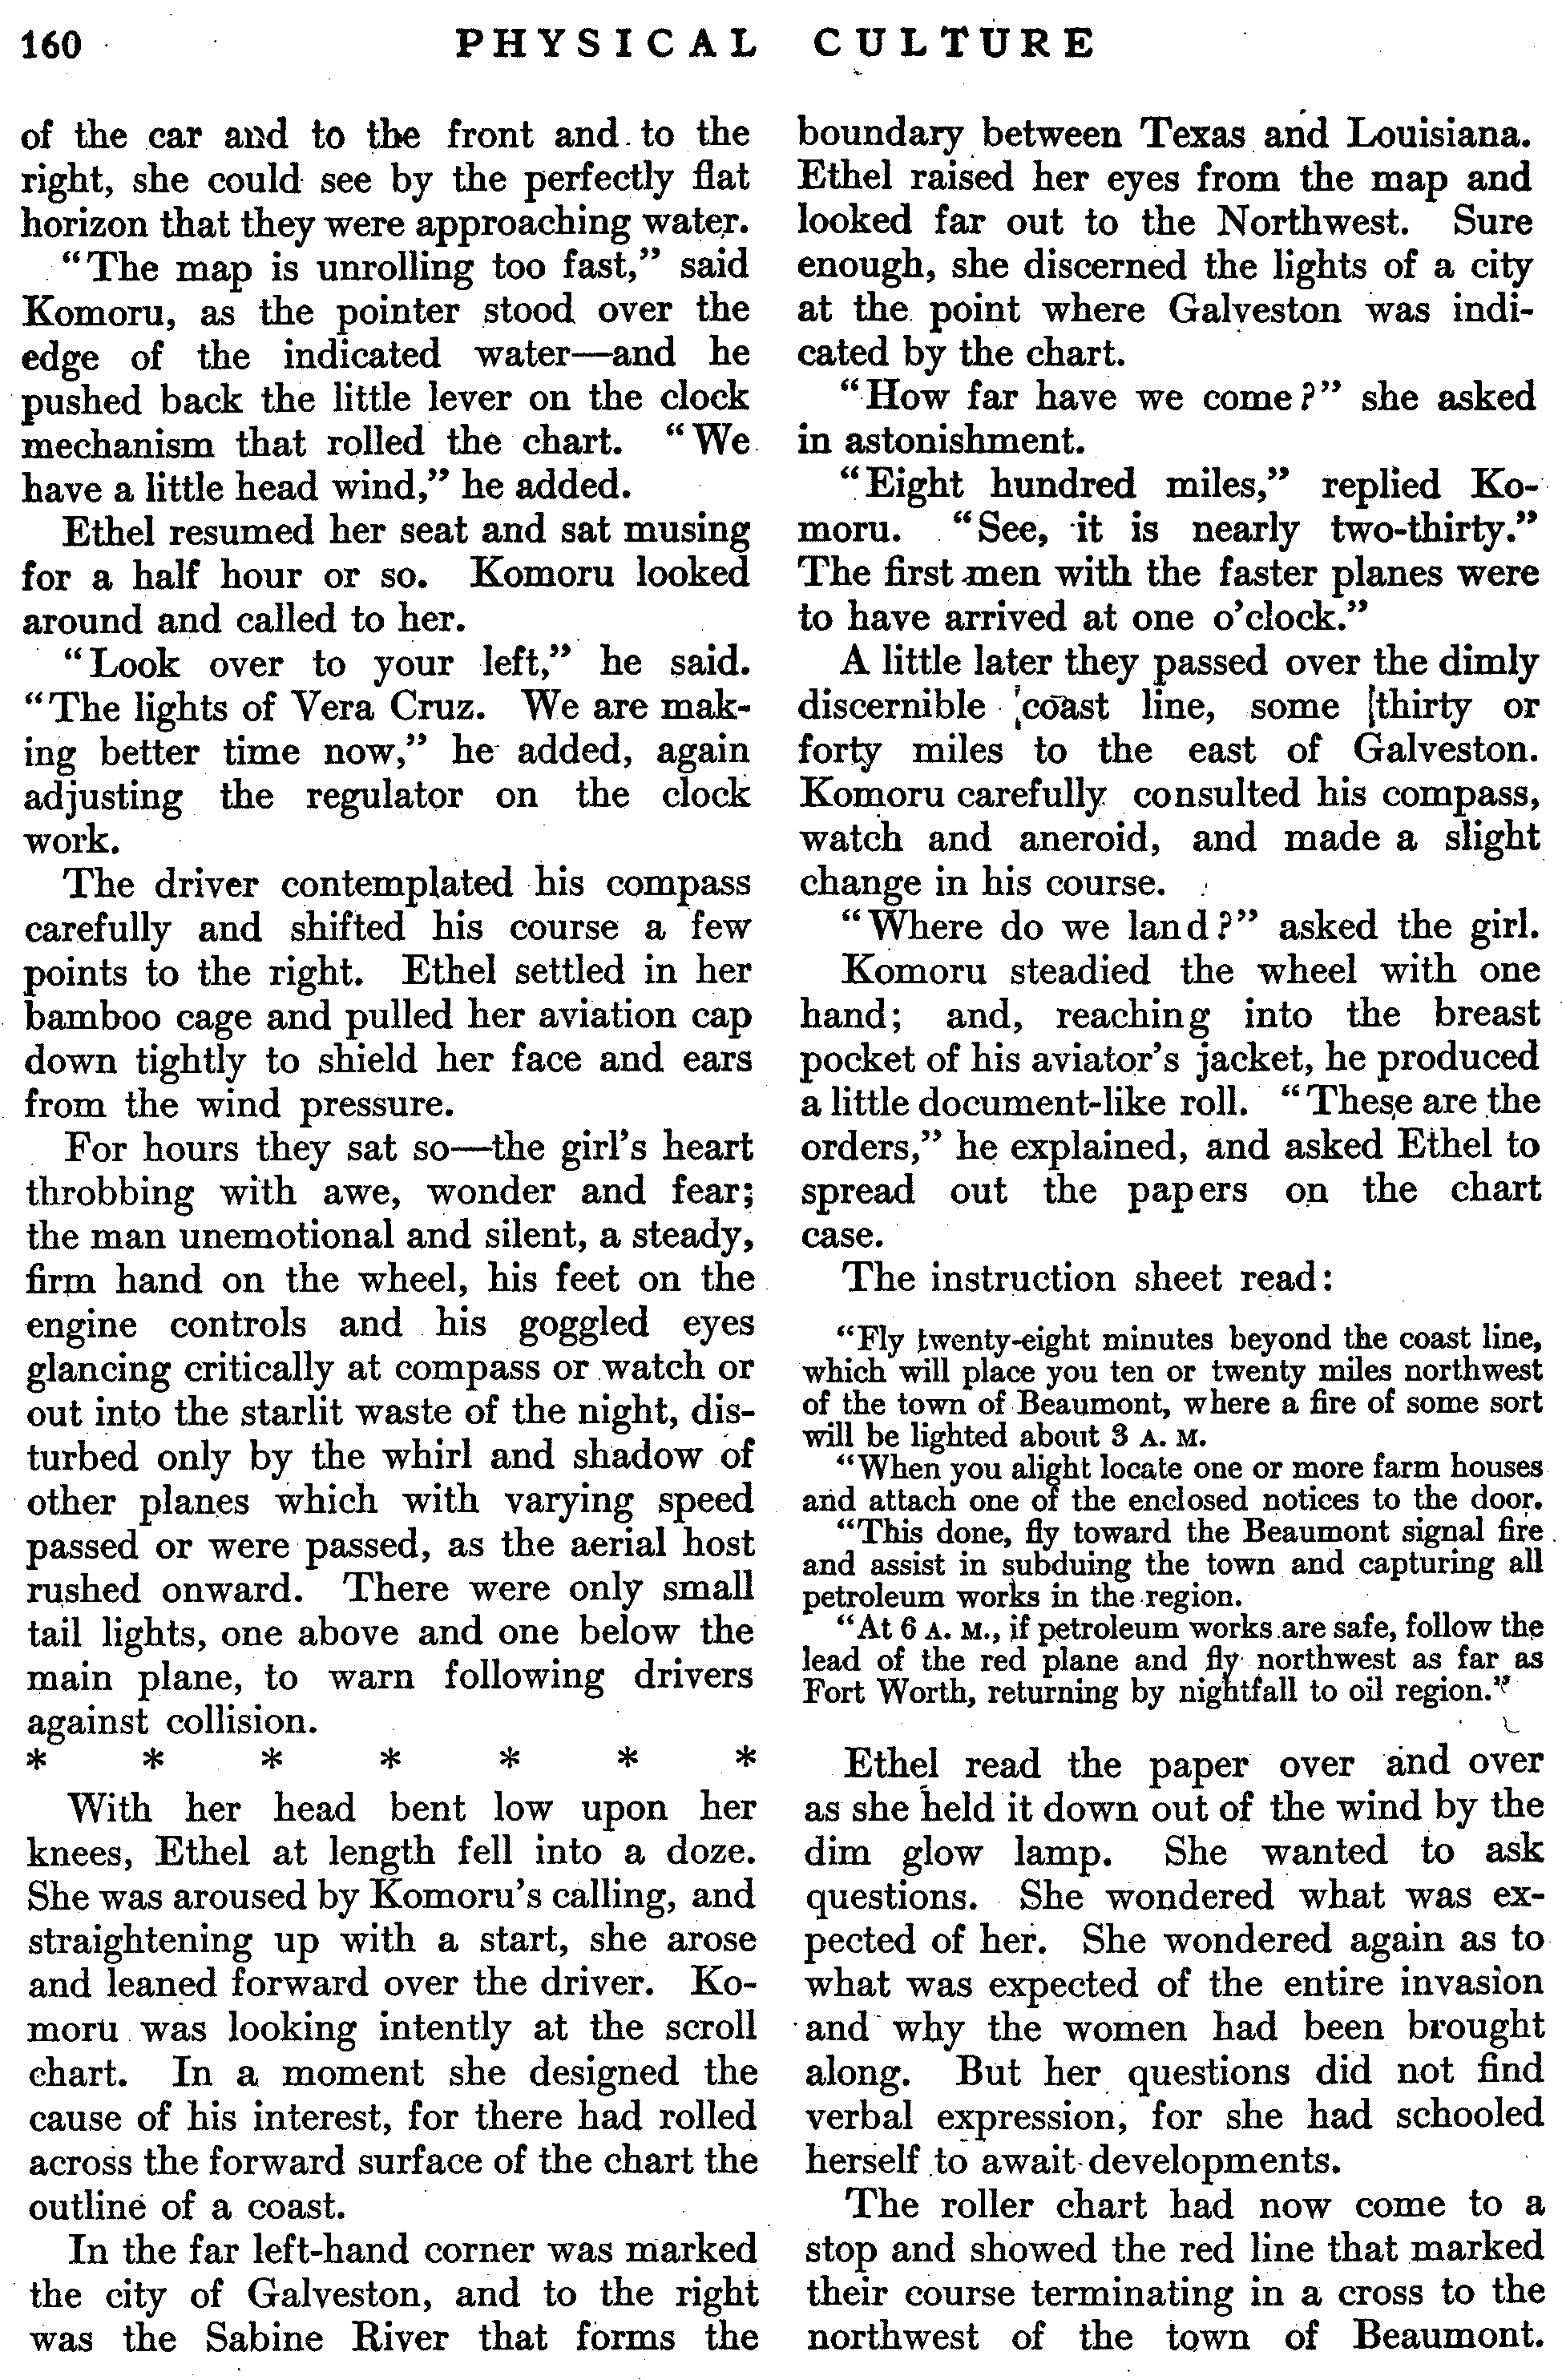 160 PHYSICAL CULTURE
of the car and to the front and to the
right, she could see by the perfectly flat
horizon that they were approaching water.
"The map is unrolling too fast," said
Komoru, as the pointer stood over the
edge of the indicated water—and he
pushed back the little lever on the clock
mechanism that rolled the chart. "We
have a little head wind," he added.
Ethel resumed her seat and sat musing
for a half hour or so. Komoru looked
around and called to her.
"Look over to your left," he said.
"The lights of Vera Cruz. We are mak-
ing better time now," he added, again
adjusting the regulator on the clock
work.
The driver contemplated his compass
carefully and shifted his course a few
points to the right. Ethel settled in her
bamboo cage and pulled her aviation cap
down tightly to shield her face and ears
from the wind pressure.
For hours they sat so—the girl's heart
throbbing with awe, wonder and fear;
the man unemotional and silent, a steady,
firm hand on the wheel, his feet on the
engine controls and his goggled eyes
glancing critically at compass or watch or
out into the starlit waste of the night, dis-
turbed only by the whirl and shadow of
other planes which with varying speed
passed or were passed, as the aerial host
rushed onward. There were only small
tail lights, one above and one below the
main plane, to warn following drivers
against collision.
* * * * * * *
With her head bent low upon her
knees, Ethel at length fell into a doze.
She was aroused by Komoru's calling, and
straightening up with a start, she arose
and leaned forward over the driver. Ko-
moru was looking intently at the scroll
chart. In a moment she designed the
cause of his interest, for there had rolled
across the forward surface of the chart the
outline of a coast.
In the far left-hand corner was marked
the city of Galveston, and to the right
was the Sabine River that forms the
boundary between Texas and Louisiana.
Ethel raised her eyes from the map and
looked far out to the Northwest. Sure
enough, she discerned the lights of a city
at the point where Galveston was indi-
cated by the chart.
"How far have we come?" she asked
in astonishment.
"Eight hundred miles," replied Ko-
moru. "See, it is nearly two-thirty."
The first men with the faster planes were
to have arrived at one o'clock."
A little later they passed over the dimly
discernible coast line, some thirty or
forty miles to the east of Galveston.
Komoru carefully consulted his compass,
watch and aneroid, and made a slight
change in his course.
"Where do we land?" asked the girl.
Komoru steadied the wheel with one
hand; and, reaching into the breast
pocket of his aviator's jacket, he produced
a little document-like roll. "These are the
orders," he explained, and asked Ethel to
spread out the papers on the chart
case.
The instruction sheet read:
"Fly twenty-eight minutes beyond the coast line,
which will place you ten or twenty miles northwest
of the town of Beaumont, where a fire of some sort
will be lighted about 3 A. M.
"When you alight locate one or more farm houses
and attach one of the enclosed notices to the door.
"This done, fly toward the Beaumont signal fire
and assist in subduing the town and capturing all
petroleum works in the region.
"At 6 A. M., if petroleum works are safe, follow the
lead of the red plane and fly northwest as far as
Fort Worth, returning by nightfall to oil region."
Ethel read the paper over and over
as she held it down out of the wind by the
dim glow lamp. She wanted to ask
questions. She wondered what was ex-
pected of her. She wondered again as to
what was expected of the entire invasion
and why the women had been brought
along. But her questions did not find
verbal expression, for she had schooled
herself to await developments.
The roller chart had now come to a
stop and showed the red line that marked
their course terminating in a cross to the
northwest of the town of Beaumont.